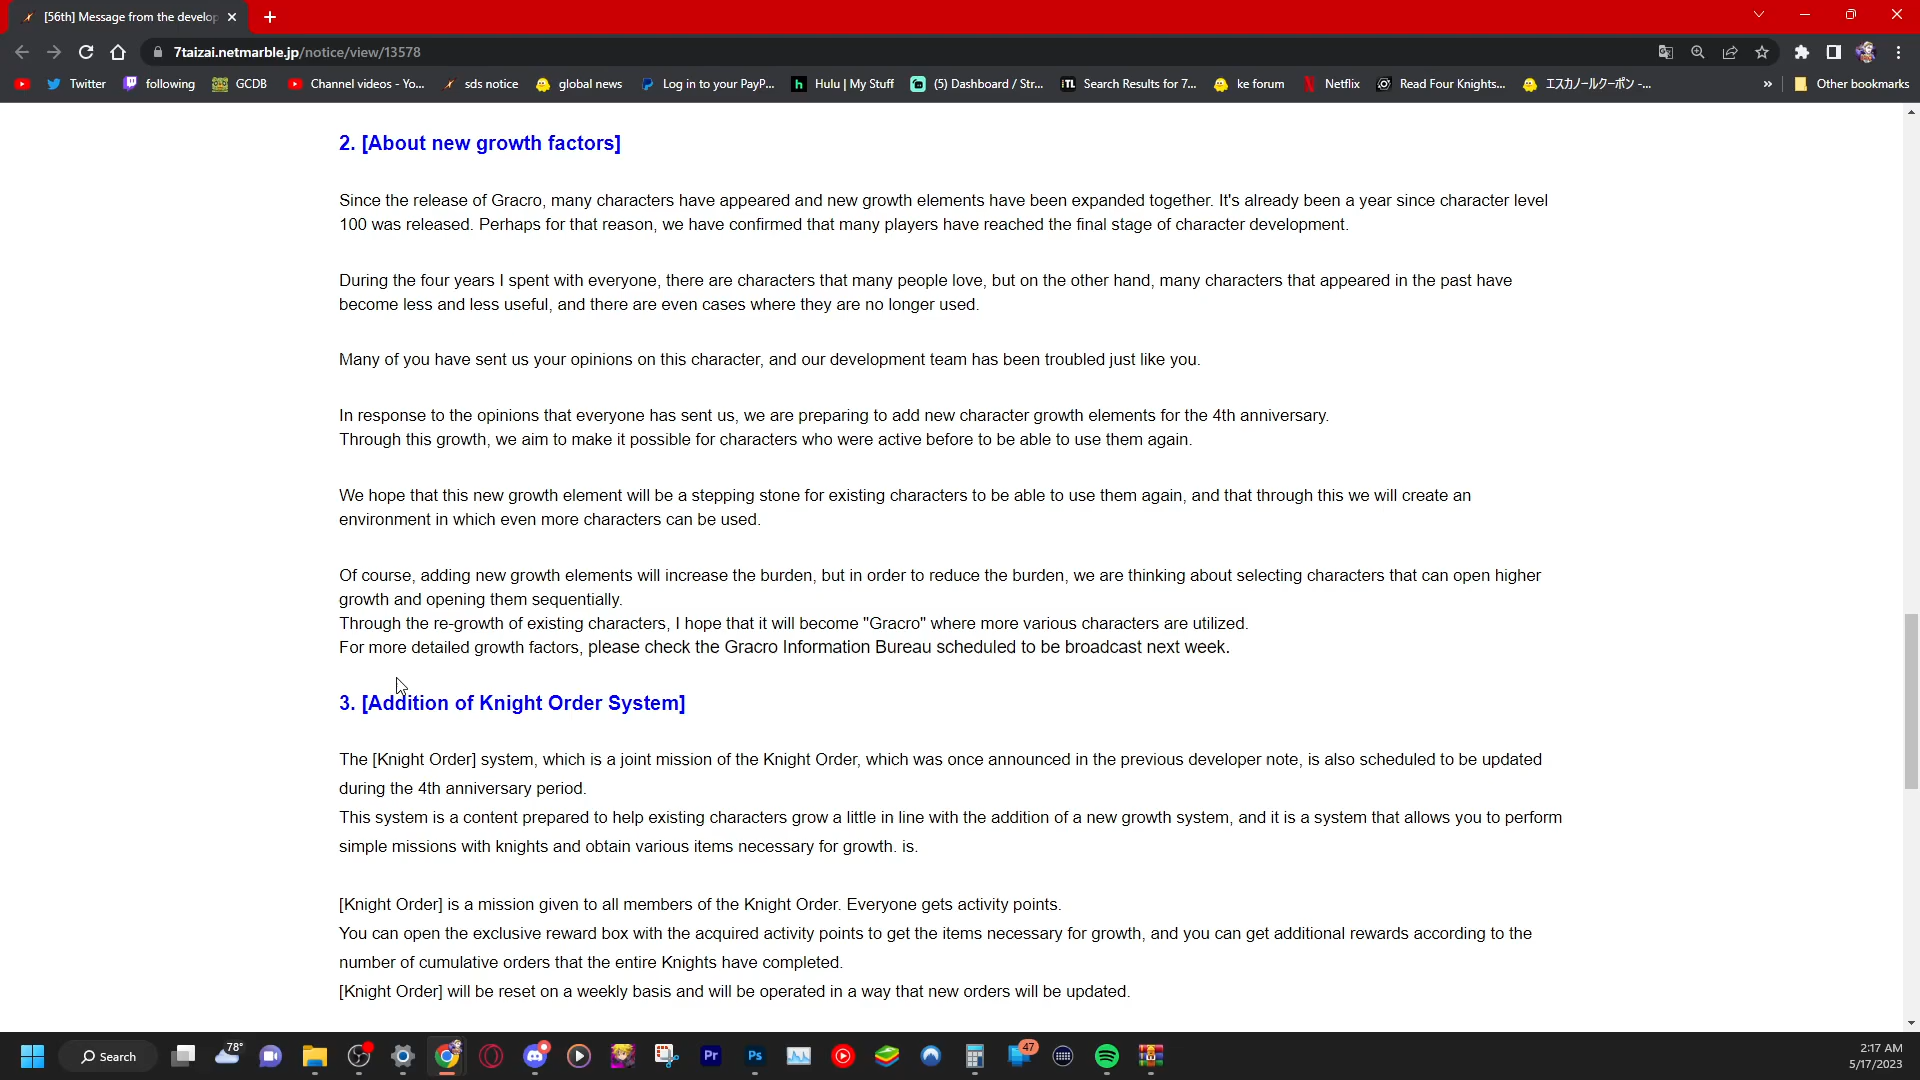 [56th] Message from the develop
7taizai.netmarble.jp/notice/view/13578
Twitter
following
GCDB
Channel videos - Yo...
sds notice
global news
Log in to your PayP...
Hulu | My Stuff
(5) Dashboard / Str...
Search Results for 7...
ke forum
Netflix
Read Four Knights...
エスカノールクーポン -...
»
Other bookmarks
2. [About new growth factors]
Since the release of Gracro, many characters have appeared and new growth elements have been expanded together. It's already been a year since character level
100 was released. Perhaps for that reason, we have confirmed that many players have reached the final stage of character development.
During the four years I spent with everyone, there are characters that many people love, but on the other hand, many characters that appeared in the past have
become less and less useful, and there are even cases where they are no longer used.
Many of you have sent us your opinions on this character, and our development team has been troubled just like you.
In response to the opinions that everyone has sent us, we are preparing to add new character growth elements for the 4th anniversary.
Through this growth, we aim to make it possible for characters who were active before to be able to use them again.
We hope that this new growth element will be a stepping stone for existing characters to be able to use them again, and that through this we will create an
environment in which even more characters can be used.
Of course, adding new growth elements will increase the burden, but in order to reduce the burden, we are thinking about selecting characters that can open higher
growth and opening them sequentially.
Through the re-growth of existing characters, I hope that it will become "Gracro" where more various characters are utilized.
For more detailed growth factors, please check the Gracro Information Bureau scheduled to be broadcast next week.
3. [Addition of Knight Order System]
The [Knight Order] system, which is a joint mission of the Knight Order, which was once announced in the previous developer note, is also scheduled to be updated
during the 4th anniversary period.
This system is a content prepared to help existing characters grow a little in line with the addition of a new growth system, and it is a system that allows you to perform
simple missions with knights and obtain various items necessary for growth. is.
[Knight Order] is a mission given to all members of the Knight Order. Everyone gets activity points.
You can open the exclusive reward box with the acquired activity points to get the items necessary for growth, and you can get additional rewards according to the
number of cumulative orders that the entire Knights have completed.
[Knight Order] will be reset on a weekly basis and will be operated in a way that new orders will be updated.
Search
78°
Pr
Ps
47
2:17 AM
5/17/2023